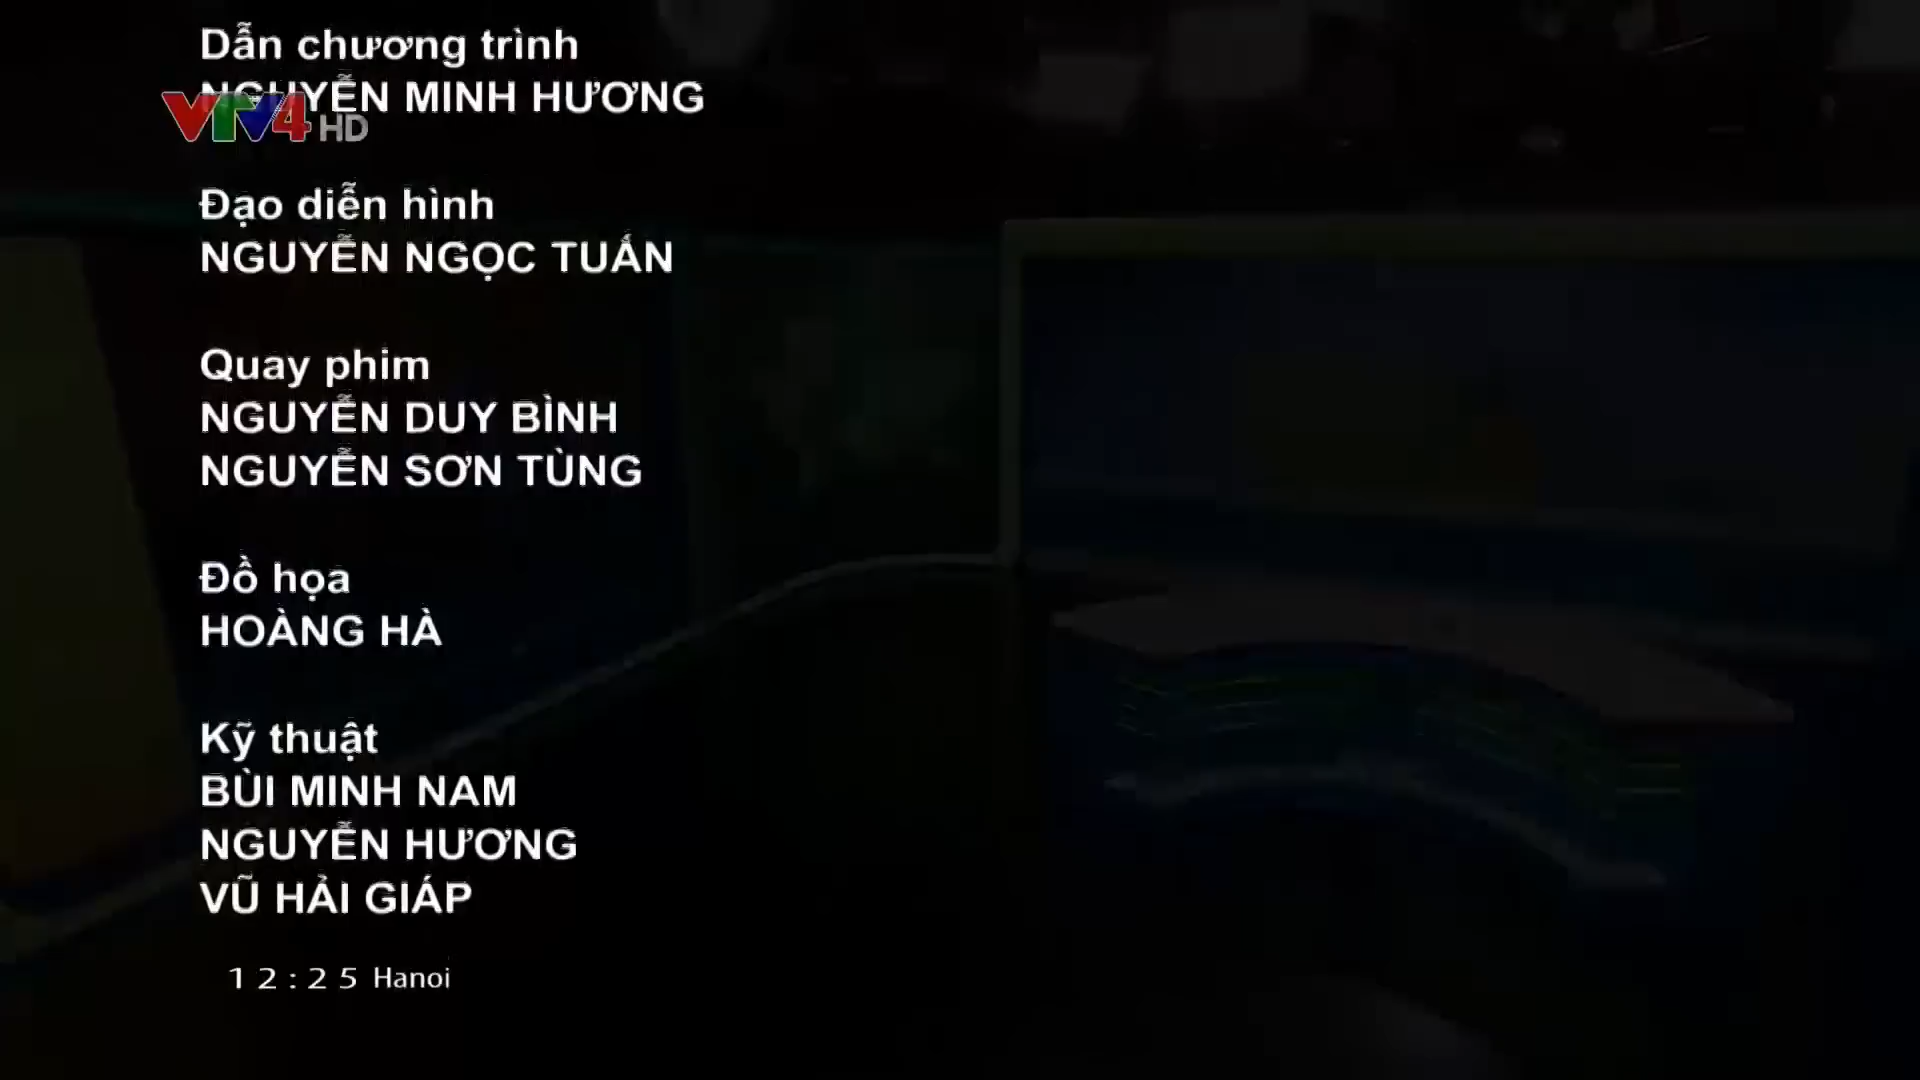 Dẫn chương trình
NGUYỄN MINH HƯƠNG
VTV4 HD
Đạo diễn hình
NGUYỄN NGỌC TUẤN
Quay phim
NGUYỄN DUY BÌNH
NGUYỄN SƠN TÙNG
Đồ họa
HOÀNG HÀ
Kỹ thuật
BÙI MINH NAM
NGUYỄN HƯƠNG
VŨ HẢI GIÁP
12:25 Hanoi